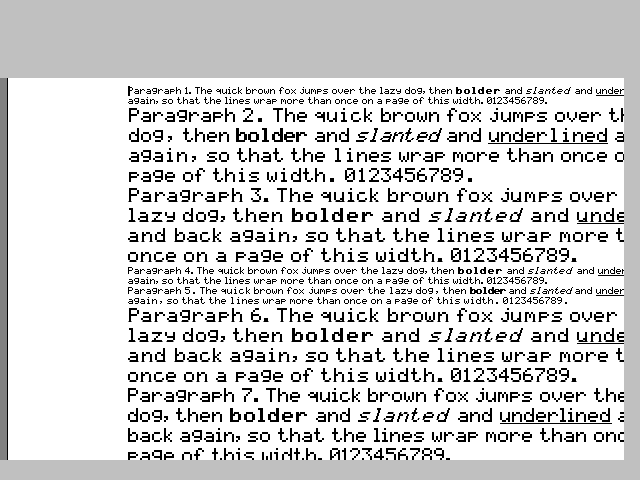 Paragraph 1. The quick brown fox jumps over the lazy dog, then bolder and slanted and under
again, so that the lines wrap more than once on a page of this width. 0123456789.
Paragraph 2. The quick brown fox jumps over th
dog, then bolder and slanted and underlined a
again, so that the lines wrap more than once o
page of this width. 0123456789.
Paragraph 3. The quick brown fox jumps over
lazy dog, then bolder and slanted and unde
and back again, so that the lines wrap more t
once on a page of this width. 0123456789.
Paragraph 4. The quick brown fox jumps over the lazy dog, then bolder and slanted and under
again, so that the lines wrap more than once on a page of this width. 0123456789.
Paragraph 5. The quick brown fox jumps over the lazy dog, then bolder and slanted and under
again, so that the lines wrap more than once on a page of this width. 0123456789.
Paragraph 6. The quick brown fox jumps over
lazy dog, then bolder and slanted and unde
and back again, so that the lines wrap more t
once on a page of this width. 0123456789.
Paragraph 7. The quick brown fox jumps over the
dog, then bolder and slanted and underlined a
back again, so that the lines wrap more than onc
page of this width. 0123456789.